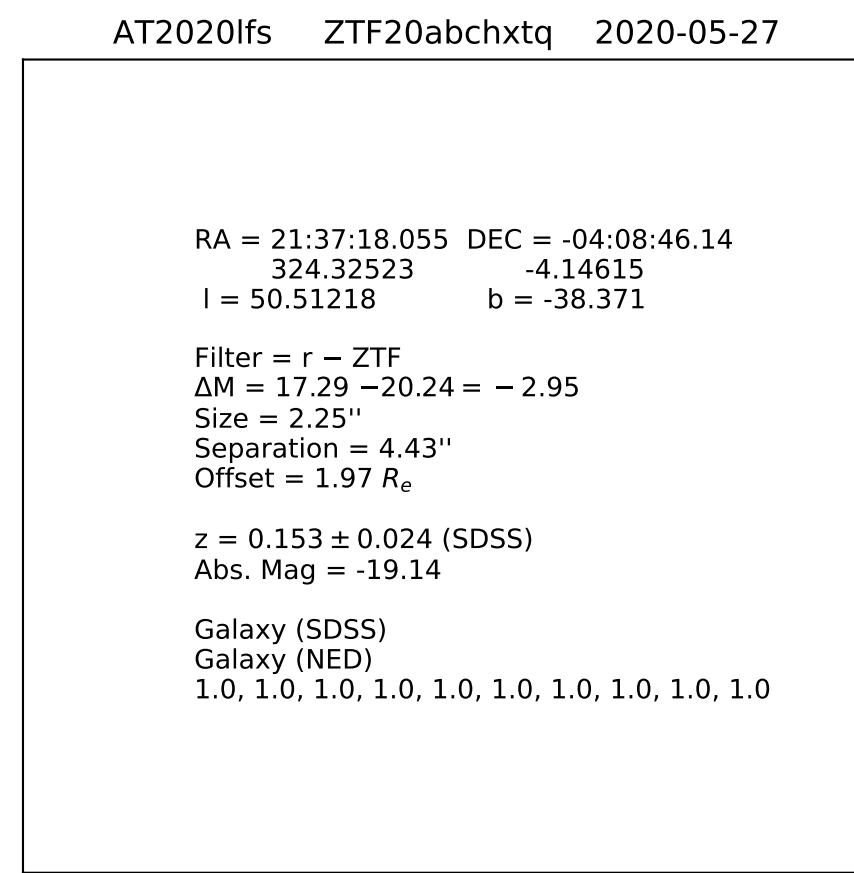 AT2020lfs ZTF20abchxtq 2020-05-27
RA = 21:37:18.055 DEC = -04:08:46.14
324.32523 -4.14615
l = 50.51218 b = -38.371
Filter = r − ZTF
ΔM = 17.29 −20.24 = − 2.95
Size = 2.25''
Separation = 4.43''
Offset = 1.97 Re
z = 0.153 ± 0.024 (SDSS)
Abs. Mag = -19.14
Galaxy (SDSS)
Galaxy (NED)
1.0, 1.0, 1.0, 1.0, 1.0, 1.0, 1.0, 1.0, 1.0, 1.0